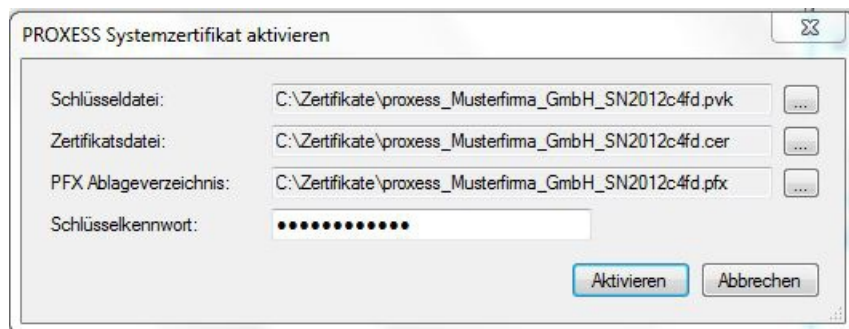 PROXESS Systemzertifikat aktivieren
Schlüsseldatei: C:\Zertifikate\proxess_Musterfirma_GmbH_SN2012c4fd.pvk ...
Zertifikatsdatei: C:\Zertifikate\proxess_Musterfirma_GmbH_SN2012c4fd.cer ...
PFX Ablageverzeichnis: C:\Zertifikate\proxess_Musterfirma_GmbH_SN2012c4fd.pfx ...
Schlüsselkennwort: ●●●●●●●●●●●●
Aktivieren Abbrechen